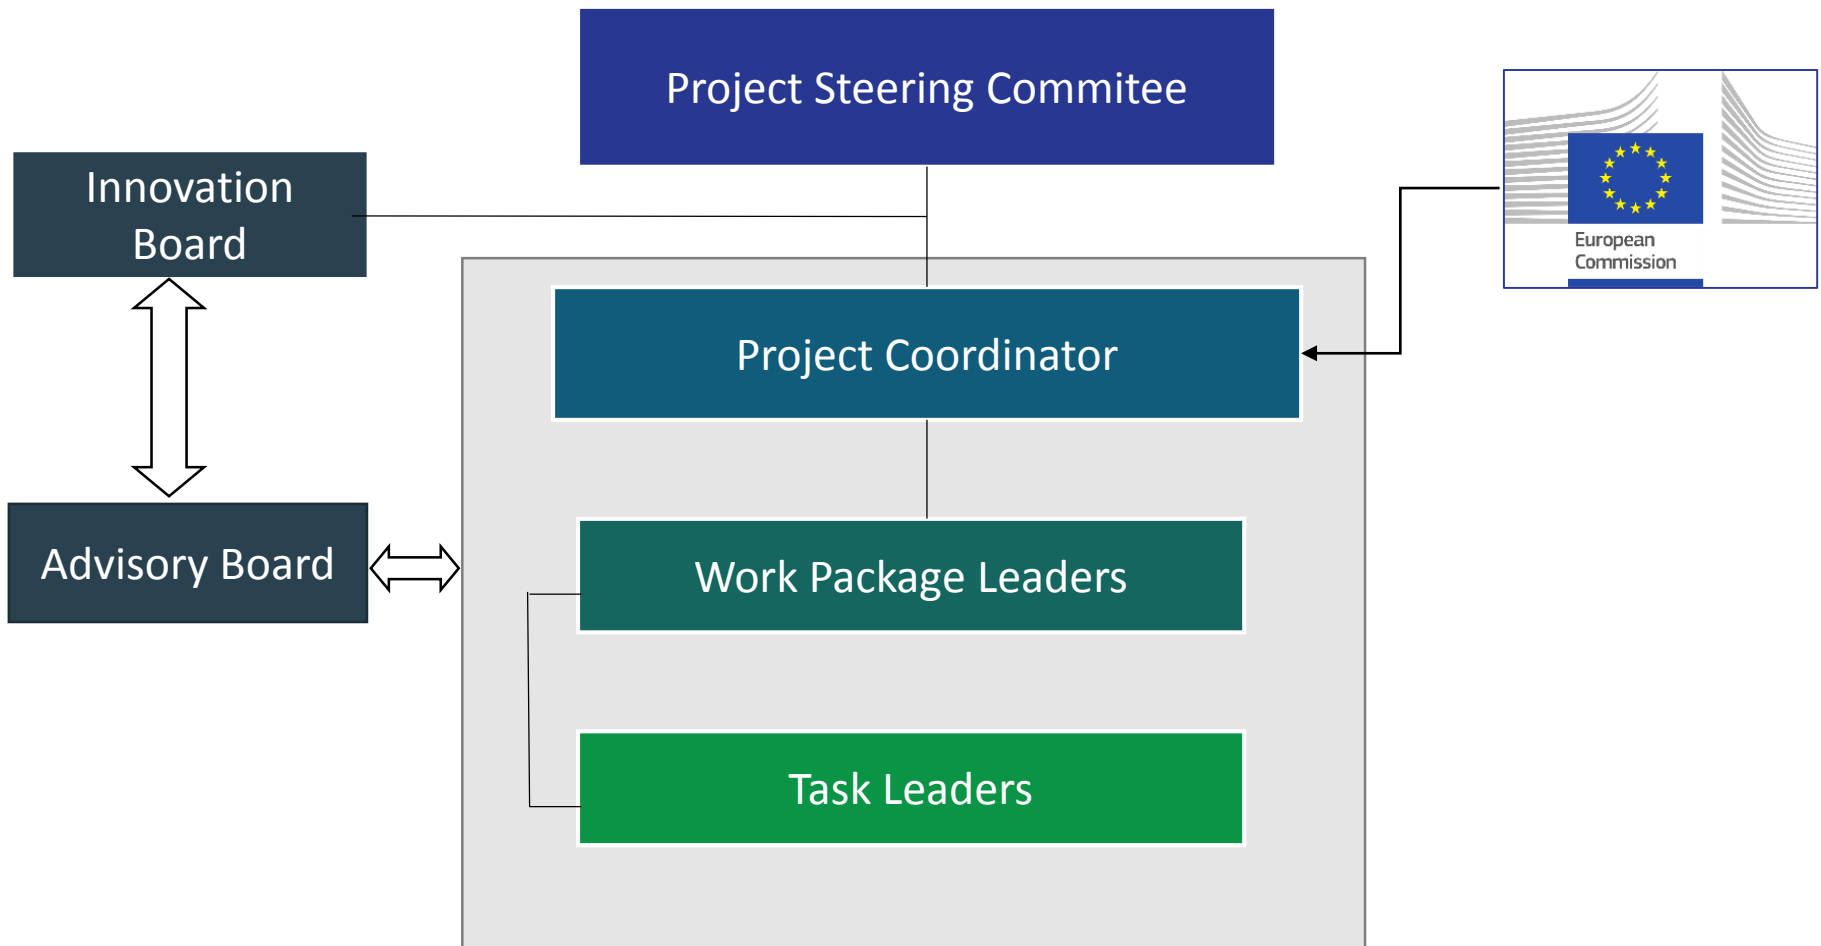 Project Steering Commitee
Innovation
Board
European
Commission
Project Coordinator
Advisory Board
Work Package Leaders
Task Leaders